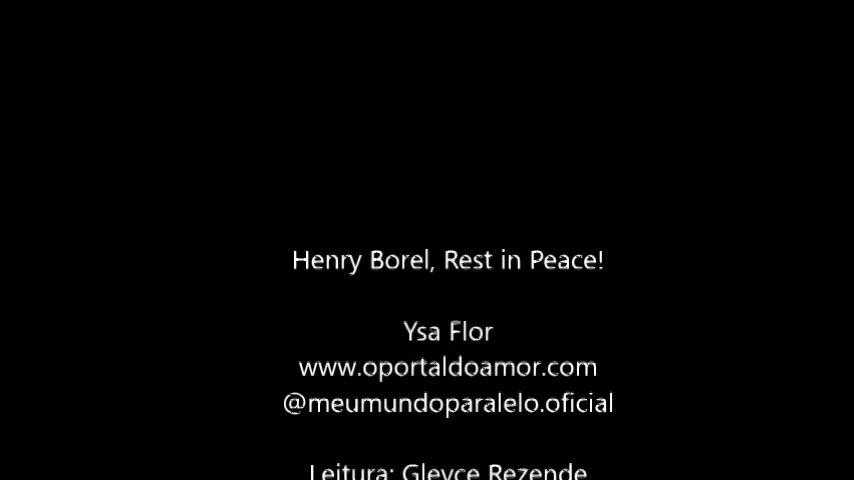 Henry Borel, Rest in Peace!
Ysa Flor
www.oportaldoamor.com
@meumundoparalelo.oficial
Leitura: Gleyce Rezende